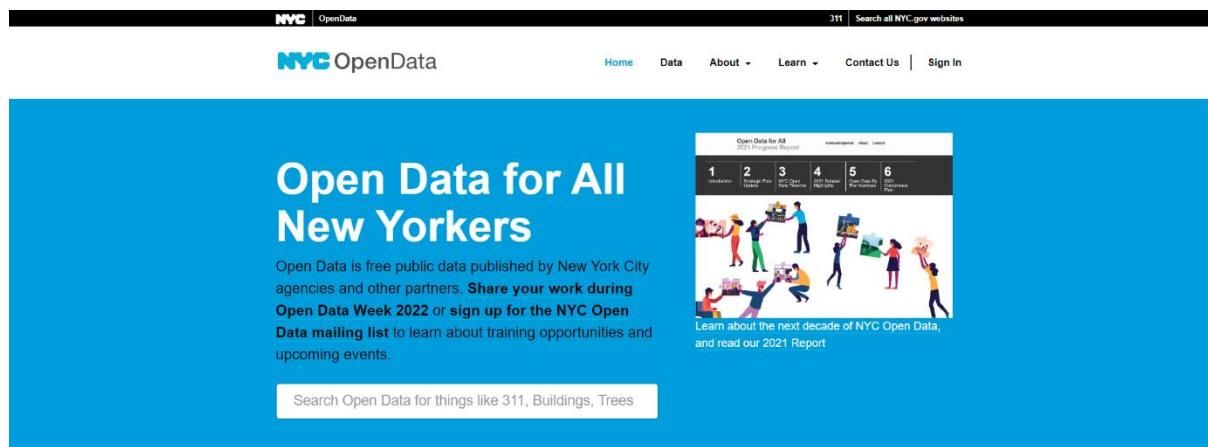 NYC OpenData
311 Search all NYC.gov websites
NYC OpenData
Home Data About Learn Contact Us Sign In
Open Data for All
New Yorkers
Open Data is free public data published by New York City
agencies and other partners. Share your work during
Open Data Week 2022 or sign up for the NYC Open
Data mailing list to learn about training opportunities and
upcoming events.
Search Open Data for things like 311, Buildings, Trees
Open Data for All
2021 Progress Report
About Contact
1 2 3 4 5 6
Introduction
Strategic Plan
Update
NYC Open
Data Timeline
2021 Dataset
Highlights
Open Data By
The Numbers
2021
Compliance
Plan
Learn about the next decade of NYC Open Data,
and read our 2021 Report